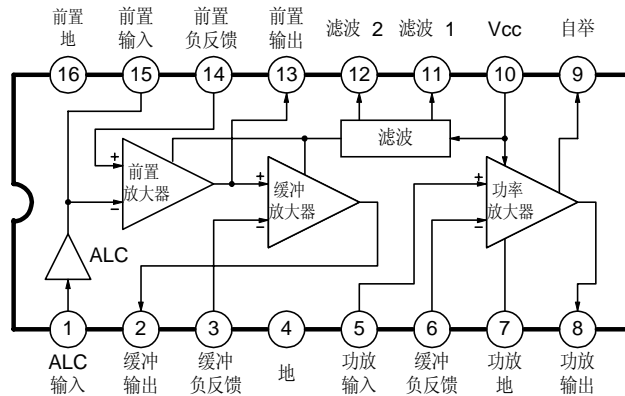 前置
地
前置
输入
前置
负反馈
前置
输出
滤波 2
滤波 1
Vcc
自举
16
15
14
13
12
11
10
9
滤波
+
前置
放大器
−
+
缓冲
放大器
−
+
功率
放大器
−
ALC
1
2
3
4
5
6
7
8
ALC
输入
缓冲
输出
缓冲
负反馈
地
功放
输入
缓冲
负反馈
功放
地
功放
输出